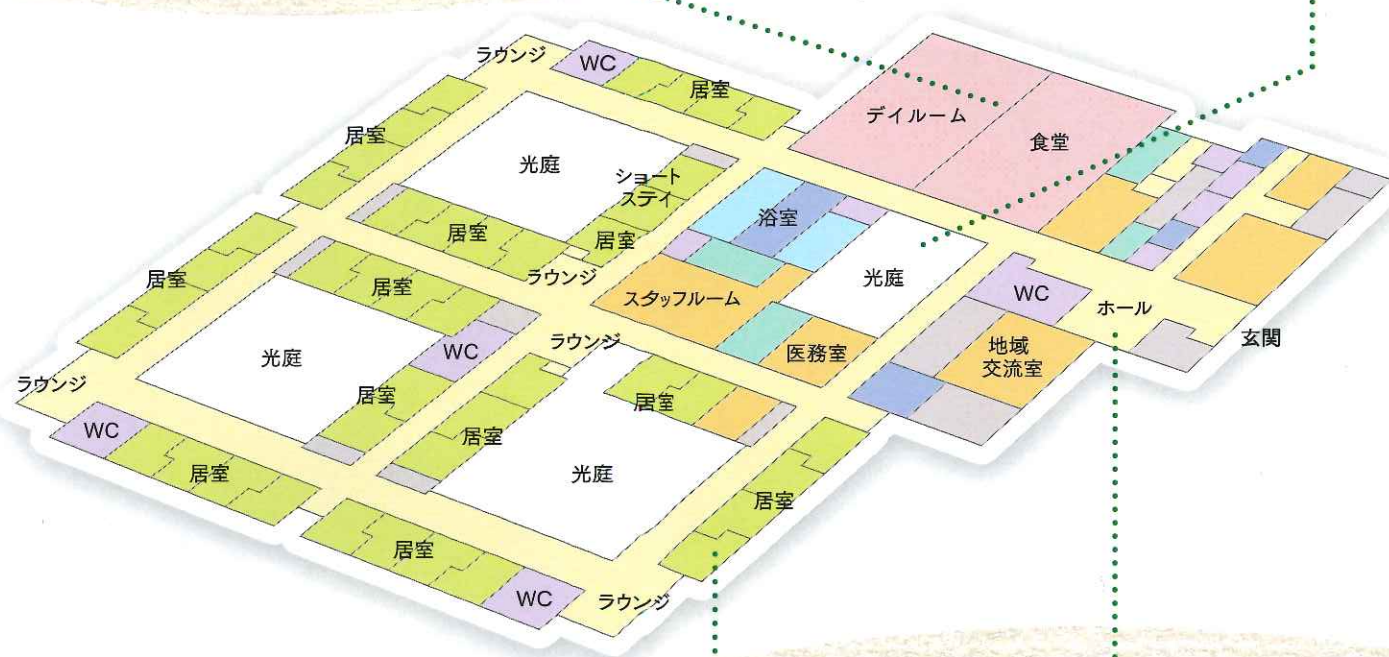 ラウンジ
WC
居室
居室
デイルーム
食堂
光庭
ショート
ステイ
居室
居室
浴室
ラウンジ
居室
居室
スタッフルーム
光庭
WC
ホール
玄関
地域
交流室
医務室
ラウンジ
WC
光庭
居室
ラウンジ
WC
居室
居室
居室
光庭
居室
居室
WC
ラウンジ